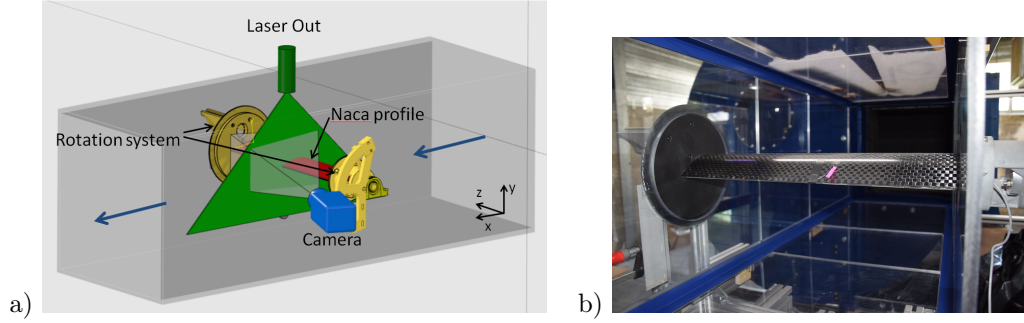 Laser Out
Naca profile
Rotation system
z
y
x
Camera
a)
b)